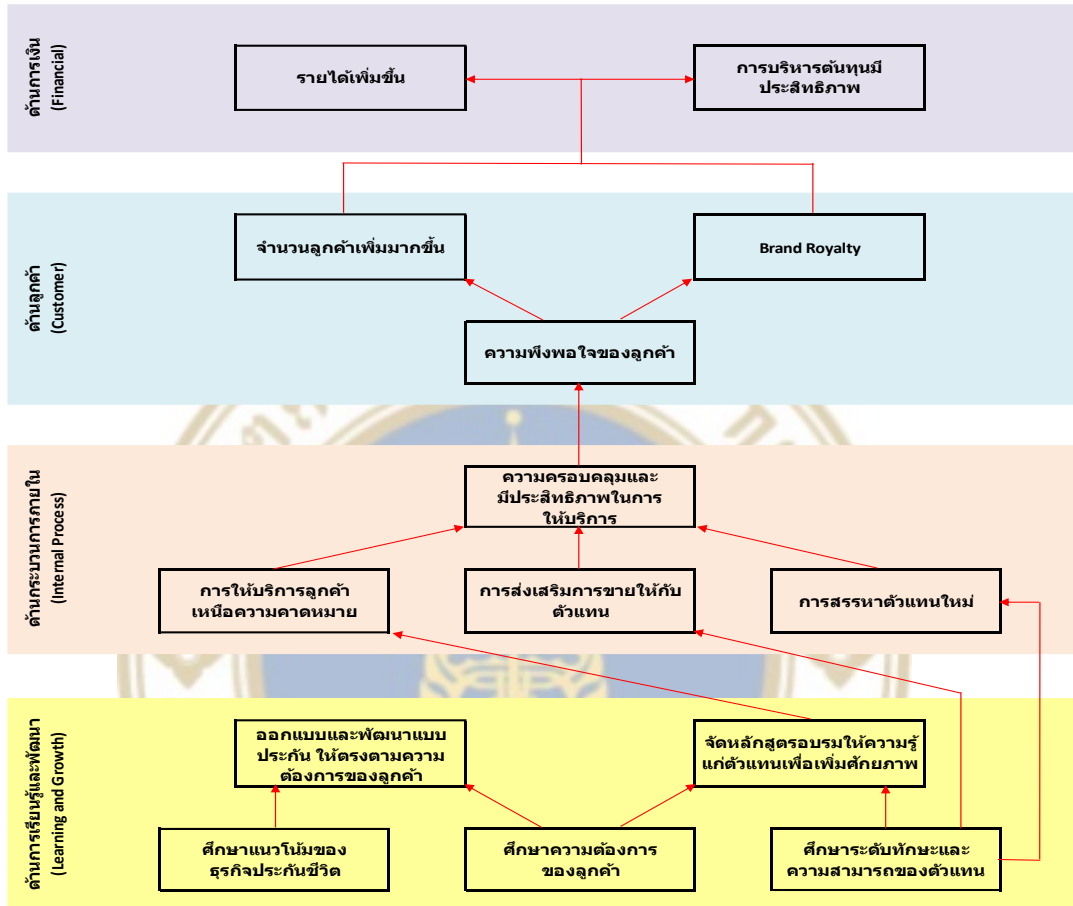 ด้านการเงิน
(Financial)
รายได้เพิ่มขึ้น
การบริหารต้นทุนมี
ประสิทธิภาพ
ด้านลูกค้า
(Customer)
จำนวนลูกค้าเพิ่มมากขึ้น
Brand Royalty
ความพึงพอใจของลูกค้า
ด้านกระบวนการภายใน
(Internal Process)
ความครอบคลุมและ
มีประสิทธิภาพในการ
ให้บริการ
การให้บริการลูกค้า
เหนือความคาดหมาย
การส่งเสริมการขายให้กับ
ตัวแทน
การสรรหาตัวแทนใหม่
ด้านการเรียนรู้และพัฒนา
(Learning and Growth)
ออกแบบและพัฒนาแบบ
ประกัน ให้ตรงตามความ
ต้องการของลูกค้า
จัดหลักสูตรอบรมให้ความรู้
แก่ตัวแทนเพื่อเพิ่มศักยภาพ
ศึกษาแนวโน้มของ
ธุรกิจประกันชีวิต
ศึกษาความต้องการ
ของลูกค้า
ศึกษาระดับทักษะและ
ความสามารถของตัวแทน